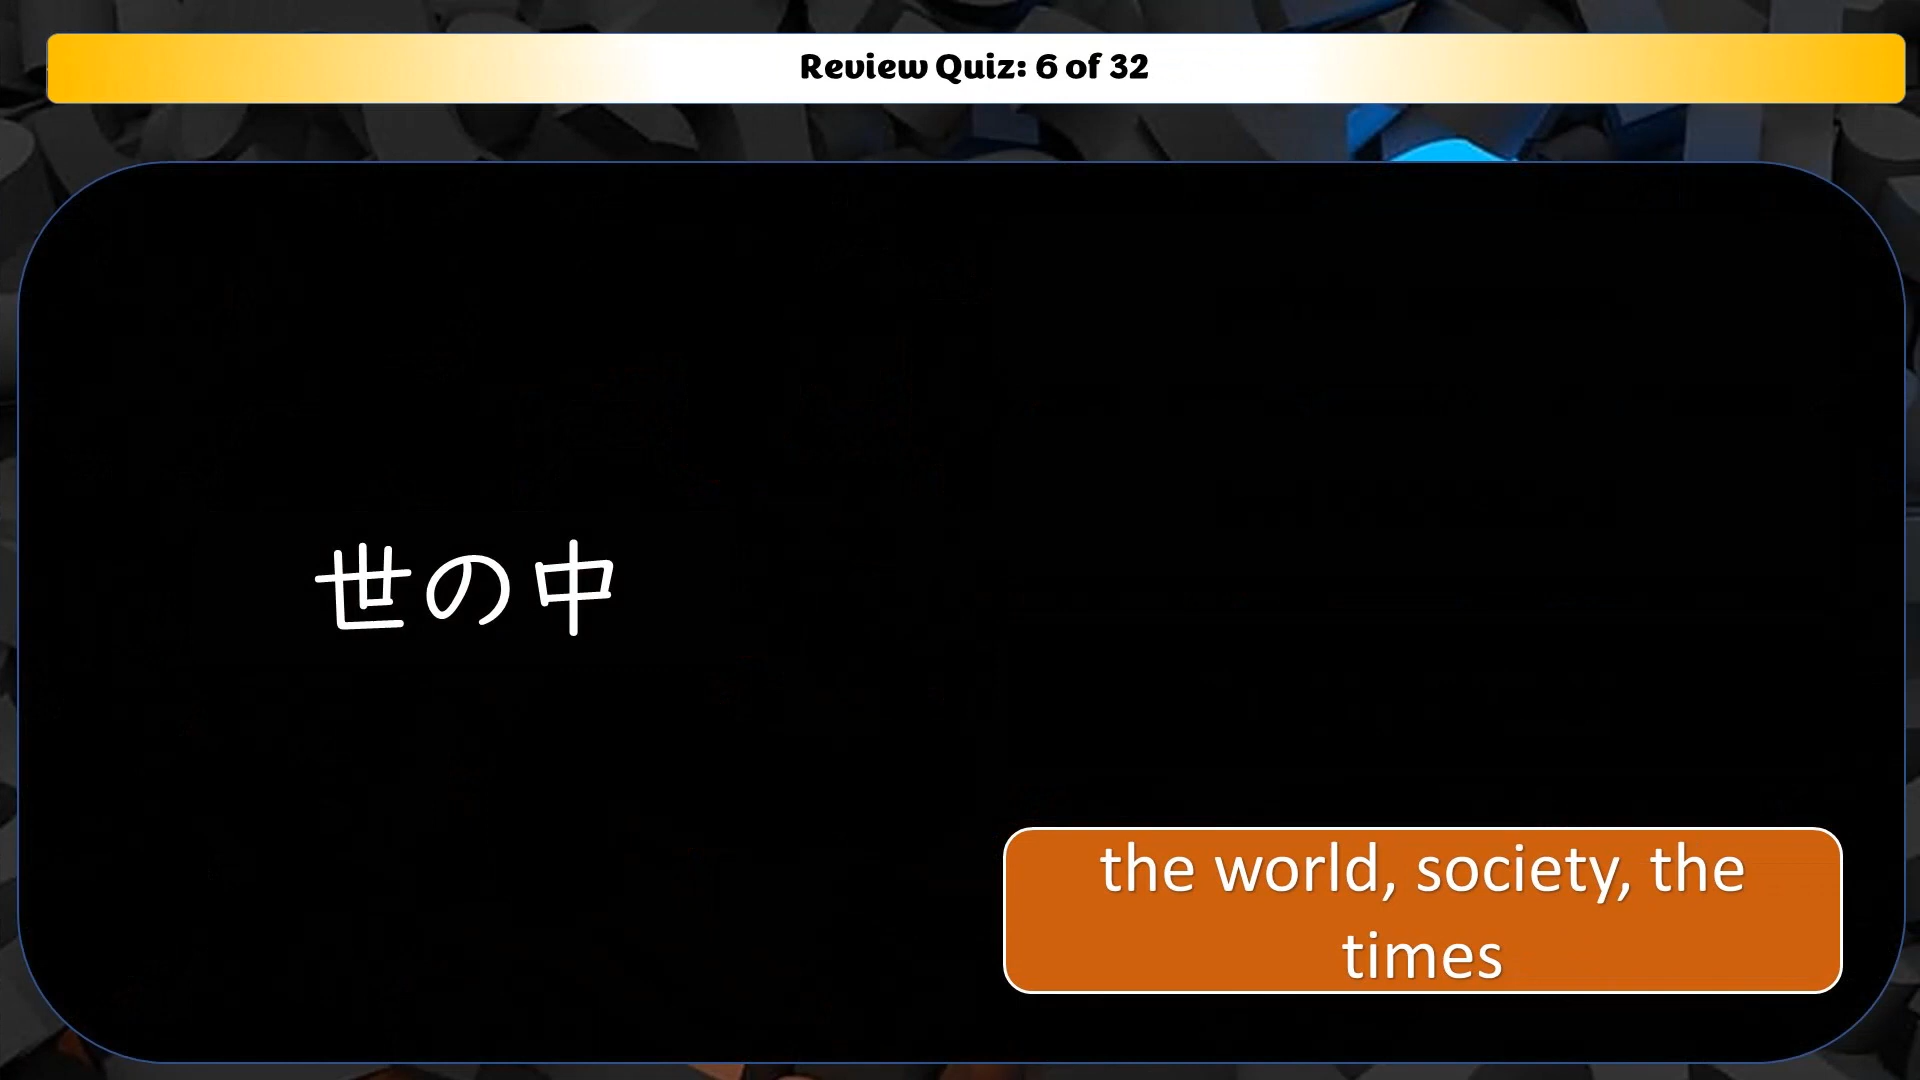 Review Quiz: 6 of 32
世の中
the world, society, the
times